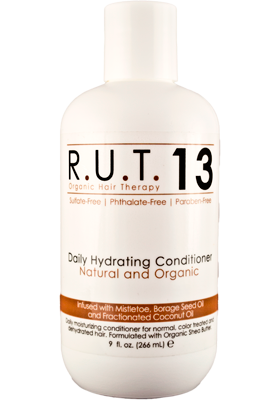 R.U.T. 13
Organic Hair Therapy
Sulfate-Free | Phthalate-Free | Paraben-Free
Daily Hydrating Conditioner
Natural and Organic
Infused with Mistletoe, Borage Seed Oil
and Fractionated Coconut Oil
Daily moisturizing conditioner for normal, color treated and
dehydrated hair. Formulated with Organic Shea Butter.
9 fl. oz. (266 mL) e